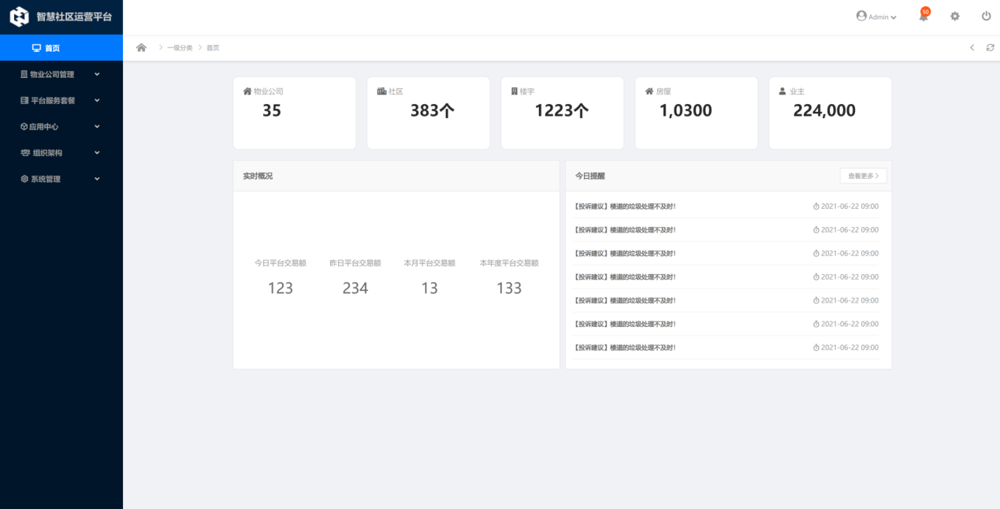 智慧社区运营平台
Admin
50
首页
一级分类 首页
物业公司管理
平台服务套餐
应用中心
组织架构
系统管理
物业公司
35
社区
383个
楼宇
1223个
房屋
1,0300
业主
224,000
实时概况
今日平台交易额
123
昨日平台交易额
234
本月平台交易额
13
本年度平台交易额
133
今日提醒
查看更多
【投诉建议】楼道的垃圾处理不及时! 2021-06-22 09:00
【投诉建议】楼道的垃圾处理不及时! 2021-06-22 09:00
【投诉建议】楼道的垃圾处理不及时! 2021-06-22 09:00
【投诉建议】楼道的垃圾处理不及时! 2021-06-22 09:00
【投诉建议】楼道的垃圾处理不及时! 2021-06-22 09:00
【投诉建议】楼道的垃圾处理不及时! 2021-06-22 09:00
【投诉建议】楼道的垃圾处理不及时! 2021-06-22 09:00